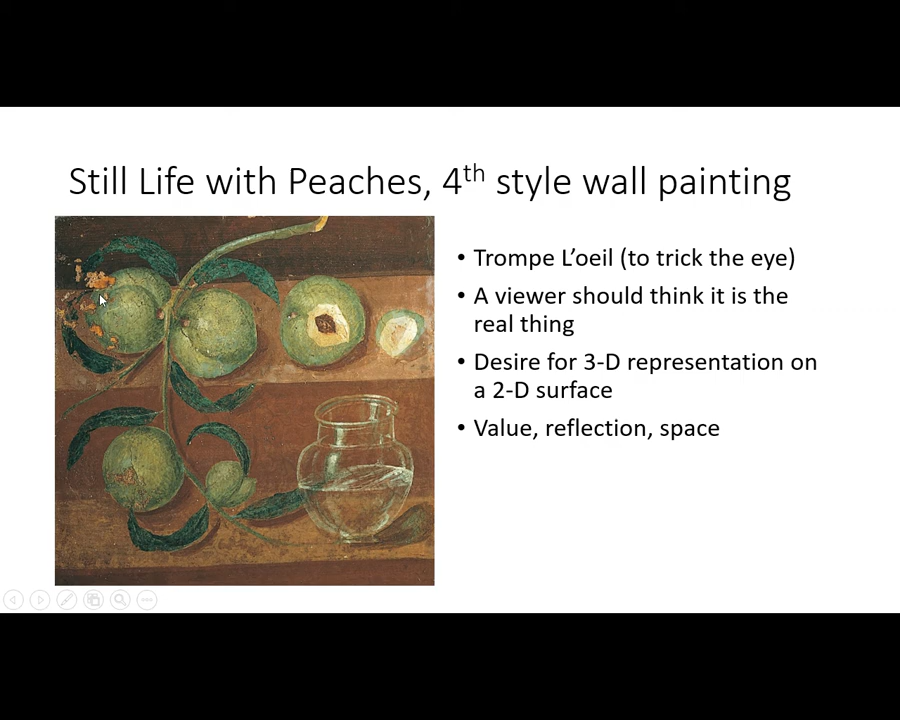 Still Life with Peaches, 4th style wall painting
• Trompe L’oeil (to trick the eye)
• A viewer should think it is the
real thing
• Desire for 3-D representation on
a 2-D surface
• Value, reflection, space